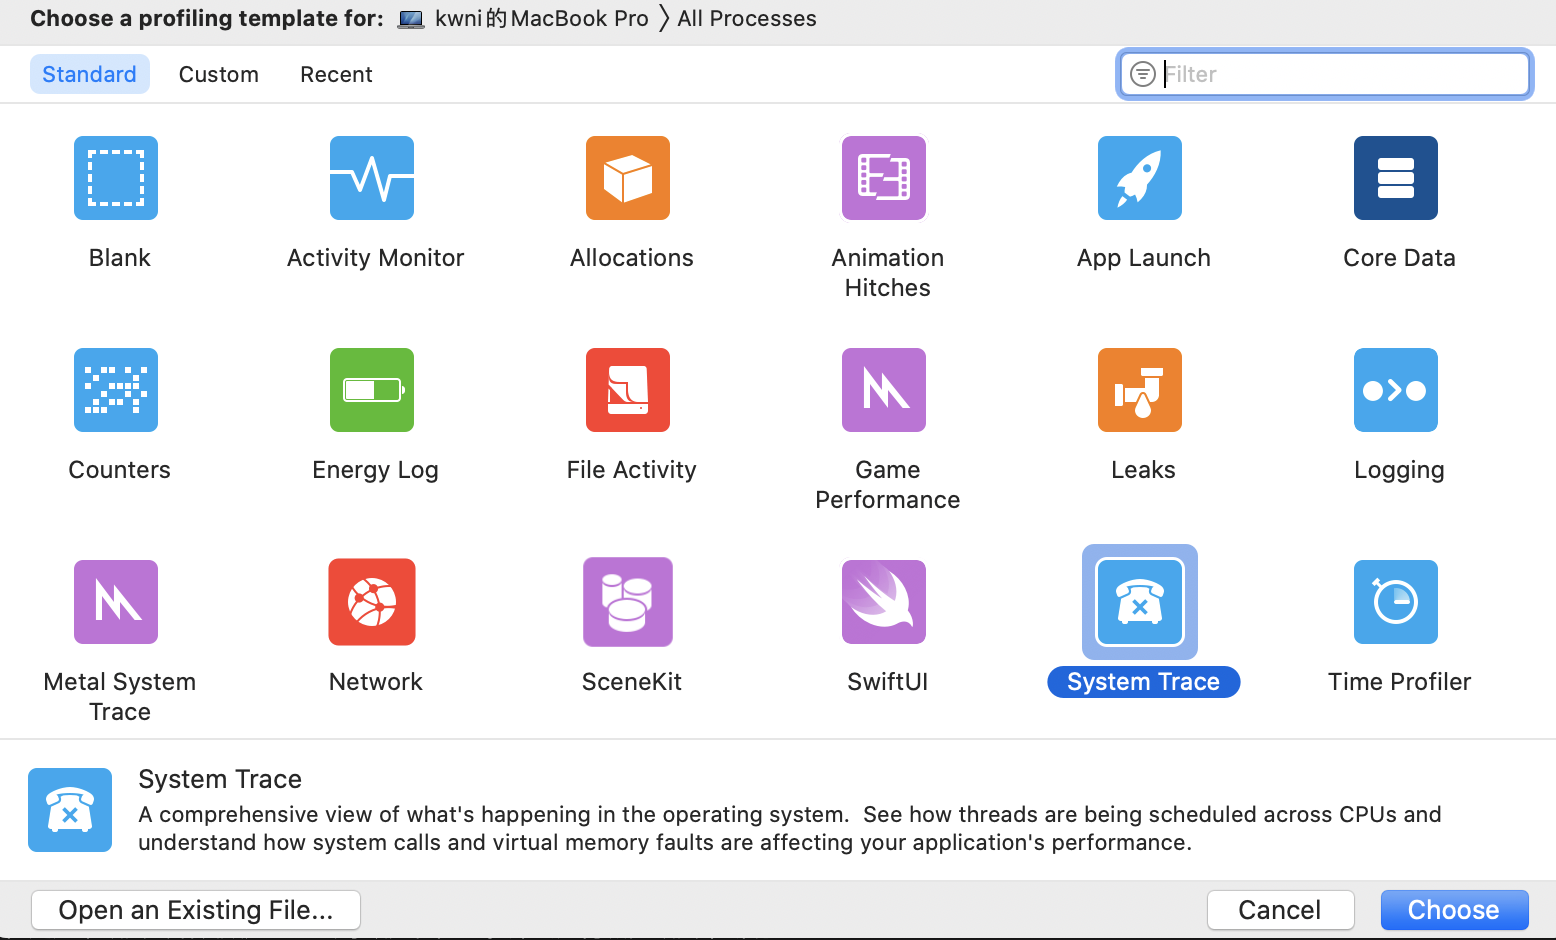 Choose a profiling template for: kwni的MacBook Pro 〉All Processes
Standard Custom Recent Filter
Blank Activity Monitor Allocations Animation Hitches App Launch Core Data
Counters Energy Log File Activity Game Performance Leaks Logging
Metal System Trace Network SceneKit SwiftUI System Trace Time Profiler
System Trace
A comprehensive view of what's happening in the operating system. See how threads are being scheduled across CPUs and
understand how system calls and virtual memory faults are affecting your application's performance.
Open an Existing File... Cancel Choose